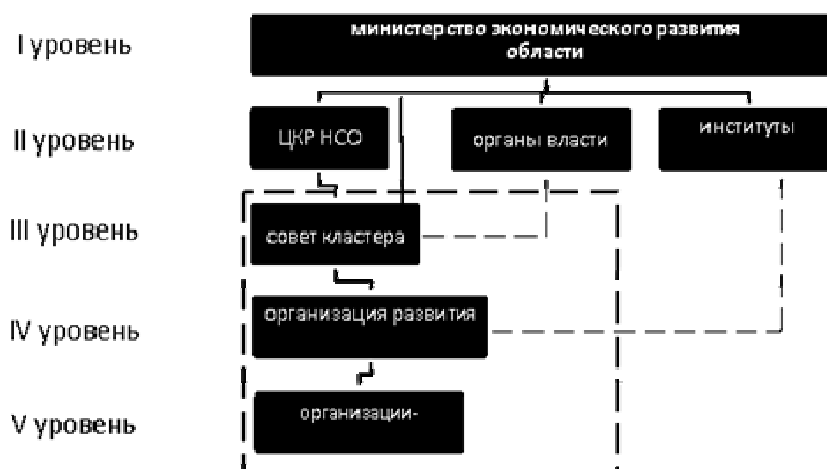 I уровень
министерство экономического развития
области
II уровень
ЦКР НСО
органы власти
институты
III уровень
совет кластера
IV уровень
организация развития
V уровень
организации-